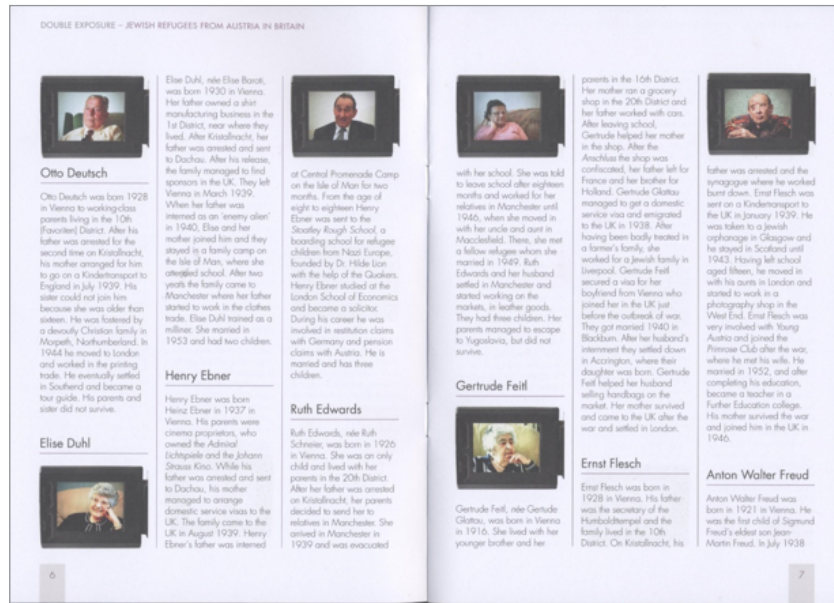 DOUBLE EXPOSURE – JEWISH REFUGEES FROM AUSTRIA IN BRITAIN
Otto Deutsch
Otto Deutsch was born 1928
in Vienna to working-class
parents living in the 10th
(Favoriten) District. After his
father was arrested for the
second time on Kristallnacht,
his mother arranged for him
to go on a Kindertransport to
England in July 1939. His
sister could not join him
because she was older than
sixteen. He was fostered by
a devoutly Christian family in
Morpeth, Northumberland. In
1944 he moved to London
and worked in the printing
trade. He eventually settled
in Southend and became a
tour guide. His parents and
sister did not survive.
Elise Duhl
Elise Duhl, née Elise Barati,
was born 1930 in Vienna.
Her father owned a shirt
manufacturing business in the
1st District, near where they
lived. After Kristallnacht, her
father was arrested and sent
to Dachau. After his release,
the family managed to find
sponsors in the UK. They left
Vienna in March 1939.
When her father was
interned as an 'enemy alien'
in 1940, Elise and her
mother joined him and they
stayed in a family camp on
the Isle of Man, where she
attended school. After two
years the family came to
Manchester where her father
started to work in the clothes
trade. Elise Duhl trained as a
milliner. She married in
1953 and had two children.
Henry Ebner
Henry Ebner was born
Heinz Ebner in 1937 in
Vienna. His parents were
cinema proprietors, who
owned the Admiral
Lichtspiele and the Johann
Strauss Kino. While his
father was arrested and sent
to Dachau, his mother
managed to arrange
domestic service visas to the
UK. The family came to the
UK in August 1939. Henry
Ebner's father was interned
at Central Promenade Camp
on the Isle of Man for two
months. From the age of
eight to eighteen Henry
Ebner was sent to the
Stoatley Rough School, a
boarding school for refugee
children from Nazi Europe,
founded by Dr. Hilde Lion
with the help of the Quakers.
Henry Ebner studied at the
London School of Economics
and became a solicitor.
During his career he was
involved in restitution claims
with Germany and pension
claims with Austria. He is
married and has three
children.
Ruth Edwards
Ruth Edwards, née Ruth
Schneier, was born in 1926
in Vienna. She was an only
child and lived with her
parents in the 20th District.
After her father was arrested
on Kristallnacht, her parents
decided to send her to
relatives in Manchester. She
arrived in Manchester in
1939 and was evacuated
6
with her school. She was told
to leave school after eighteen
months and worked for her
relatives in Manchester until
1946, when she moved in
with her uncle and aunt in
Macclesfield. There, she met
a fellow refugee whom she
married in 1949. Ruth
Edwards and her husband
settled in Manchester and
started working on the
markets, in leather goods.
They had three children. Her
parents managed to escape
to Yugoslavia, but did not
survive.
Gertrude Feitl
Gertrude Feitl, née Gertrude
Glattau, was born in Vienna
in 1916. She lived with her
younger brother and her
parents in the 16th District.
Her mother ran a grocery
shop in the 20th District and
her father worked with cars.
After leaving school,
Gertrude helped her mother
in the shop. After the
Anschluss the shop was
confiscated, her father left for
France and her brother for
Holland. Gertrude Glattau
managed to get a domestic
service visa and emigrated
to the UK in 1938. After
having been badly treated in
a farmer's family, she
worked for a Jewish family in
Liverpool. Gertrude Feitl
secured a visa for her
boyfriend from Vienna who
joined her in the UK just
before the outbreak of war.
They got married 1940 in
Blackburn. After her husband's
internment they settled down
in Accrington, where their
daughter was born. Gertrude
Feitl helped her husband
selling handbags on the
market. Her mother survived
and came to the UK after the
war and settled in London.
Ernst Flesch
Ernst Flesch was born in
1928 in Vienna. His father
was the secretary of the
Humboldttempel and the
family lived in the 10th
District. On Kristallnacht, his
father was arrested and the
synagogue where he worked
burnt down. Ernst Flesch was
sent on a Kindertransport to
the UK in January 1939. He
was taken to a Jewish
orphanage in Glasgow and
he stayed in Scotland until
1943. Having left school
aged fifteen, he moved in
with his aunts in London and
started to work in a
photography shop in the
West End. Ernst Flesch was
very involved with Young
Austria and joined the
Primrose Club after the war,
where he met his wife. He
married in 1952, and after
completing his education,
became a teacher in a
Further Education college.
His mother survived the war
and joined him in the UK in
1946.
Anton Walter Freud
Anton Walter Freud was
born in 1921 in Vienna. He
was the first child of Sigmund
Freud's eldest son Jean-
Martin Freud. In July 1938
7